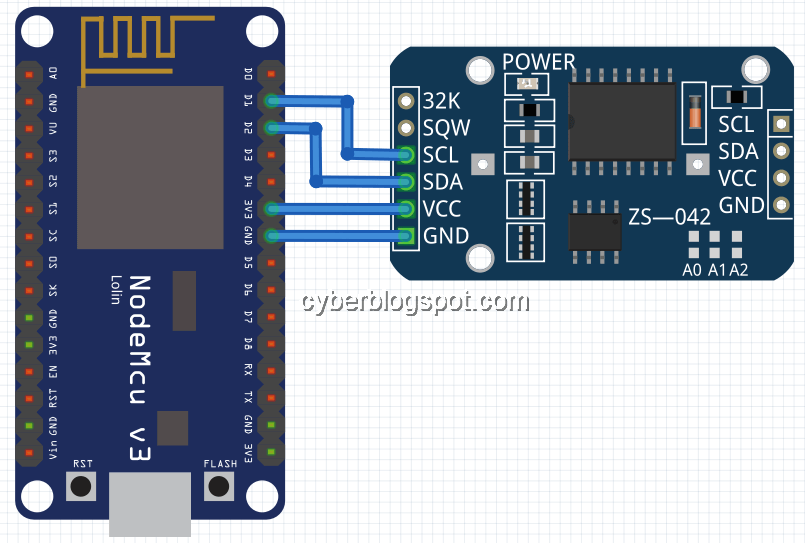 A0
GND
VU
S3
S2
S1
SC
SO
SK
GND
3V3
EN
RST
GND
Vin
D0
D1
D2
D3
D4
3V3
GND
D5
D6
D7
D8
RX
TX
GND
3V3
Lolin
NodeMcu v3
RST
FLASH
POWER
32K
SQW
SCL
SDA
VCC
GND
SCL
SDA
VCC
GND
ZS—042
A0 A1 A2
cyberblogspot.com